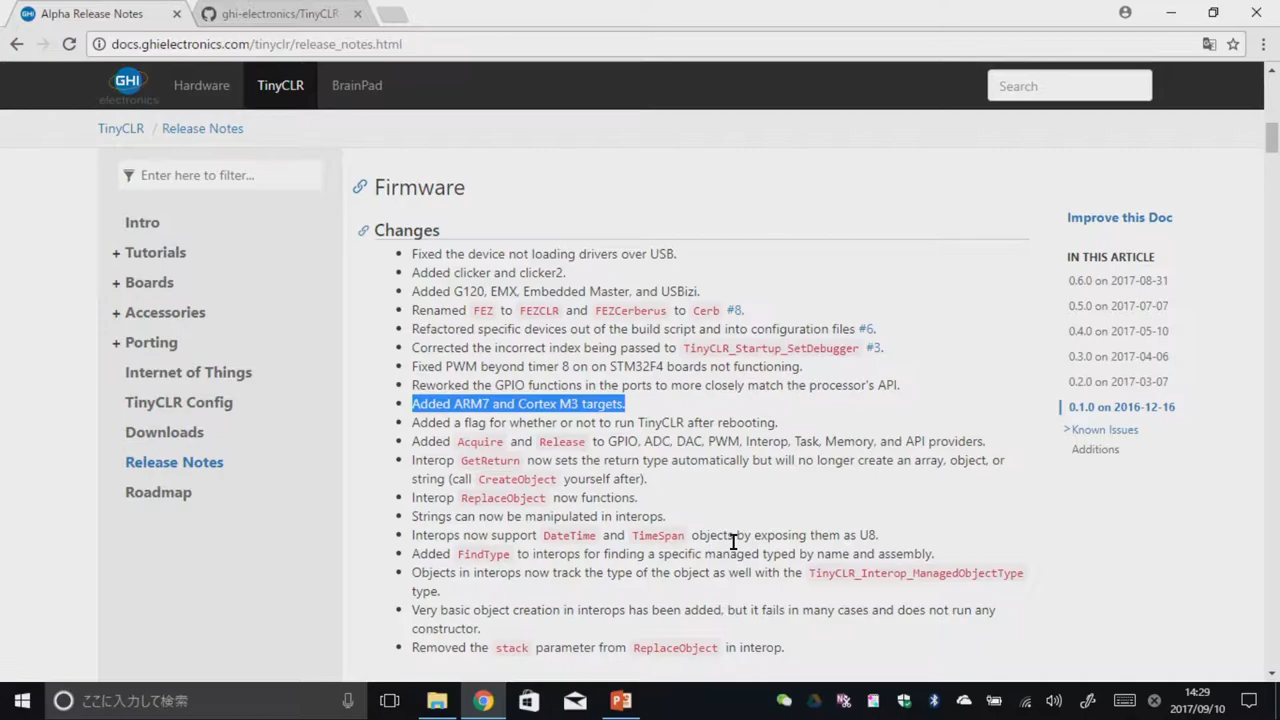 Alpha Release Notes
ghi-electronics/TinyCLR
docs.ghielectronics.com/tinyclr/release_notes.html
GHI electronics
Hardware
TinyCLR
BrainPad
Search
TinyCLR / Release Notes
Enter here to filter...
Intro
+ Tutorials
+ Boards
+ Accessories
+ Porting
Internet of Things
TinyCLR Config
Downloads
Release Notes
Roadmap
Firmware
Changes
Fixed the device not loading drivers over USB.
Added clicker and clicker2.
Added G120, EMX, Embedded Master, and USBizi.
Renamed FEZ to FEZCLR and FEZCerberus to Cerb #8.
Refactored specific devices out of the build script and into configuration files #6.
Corrected the incorrect index being passed to TinyCLR_Startup_SetDebugger #3.
Fixed PWM beyond timer 8 on on STM32F4 boards not functioning.
Reworked the GPIO functions in the ports to more closely match the processor's API.
Added ARM7 and Cortex M3 targets.
Added a flag for whether or not to run TinyCLR after rebooting.
Added Acquire and Release to GPIO, ADC, DAC, PWM, Interop, Task, Memory, and API providers.
Interop GetReturn now sets the return type automatically but will no longer create an array, object, or
string (call CreateObject yourself after).
Interop ReplaceObject now functions.
Strings can now be manipulated in interops.
Interops now support DateTime and TimeSpan objects by exposing them as U8.
Added FindType to interops for finding a specific managed typed by name and assembly.
Objects in interops now track the type of the object as well with the TinyCLR_Interop_ManagedObjectType
type.
Very basic object creation in interops has been added, but it fails in many cases and does not run any
constructor.
Removed the stack parameter from ReplaceObject in interop.
Improve this Doc
IN THIS ARTICLE
0.6.0 on 2017-08-31
0.5.0 on 2017-07-07
0.4.0 on 2017-05-10
0.3.0 on 2017-04-06
0.2.0 on 2017-03-07
0.1.0 on 2016-12-16
> Known Issues
Additions
ここに入力して検索
14:29
2017/09/10